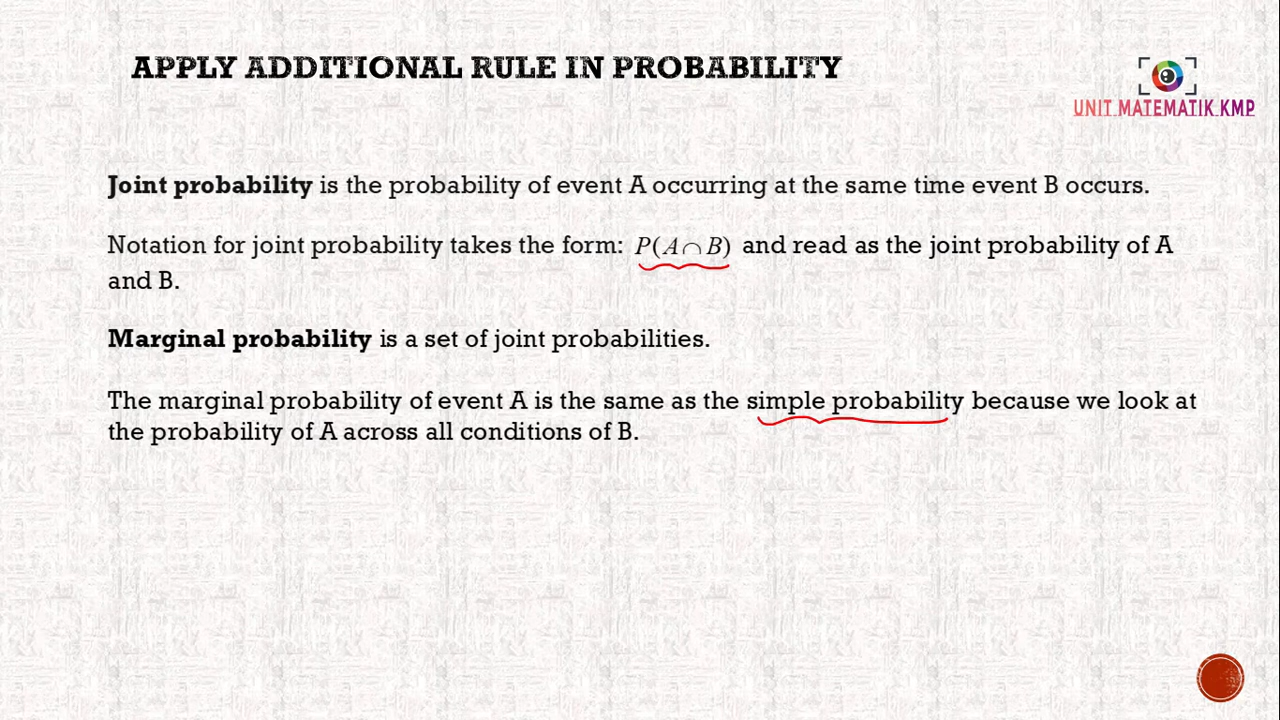 APPLY ADDITIONAL RULE IN PROBABILITY
UNIT MATEMATIK KMP
Joint probability is the probability of event A occurring at the same time event B occurs.
Notation for joint probability takes the form: P(A∩B) and read as the joint probability of A
and B.
Marginal probability is a set of joint probabilities.
The marginal probability of event A is the same as the simple probability because we look at
the probability of A across all conditions of B.